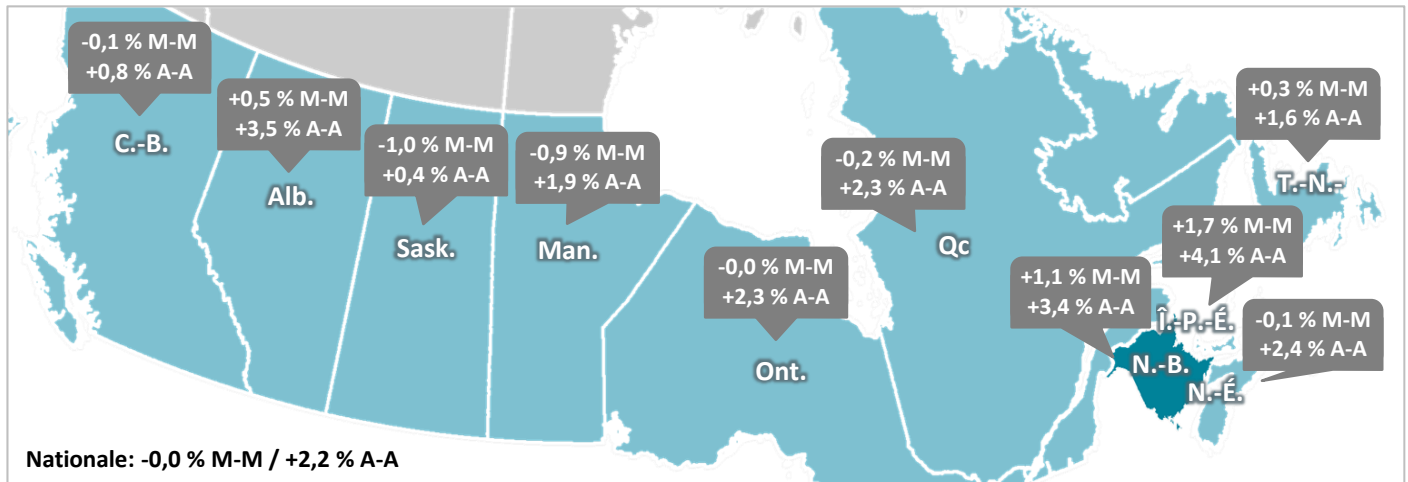 -0,1 % M-M
+0,8 % A-A
C.-B.
+0,5 % M-M
+3,5 % A-A
Alb.
-1,0 % M-M
+0,4 % A-A
Sask.
-0,9 % M-M
+1,9 % A-A
Man.
-0,0 % M-M
+2,3 % A-A
Ont.
-0,2 % M-M
+2,3 % A-A
Qc
+0,3 % M-M
+1,6 % A-A
T.-N.-
+1,7 % M-M
+4,1 % A-A
Î.-P.-É.
+1,1 % M-M
+3,4 % A-A
N.-B.
-0,1 % M-M
+2,4 % A-A
N.-É.
Nationale: -0,0 % M-M / +2,2 % A-A